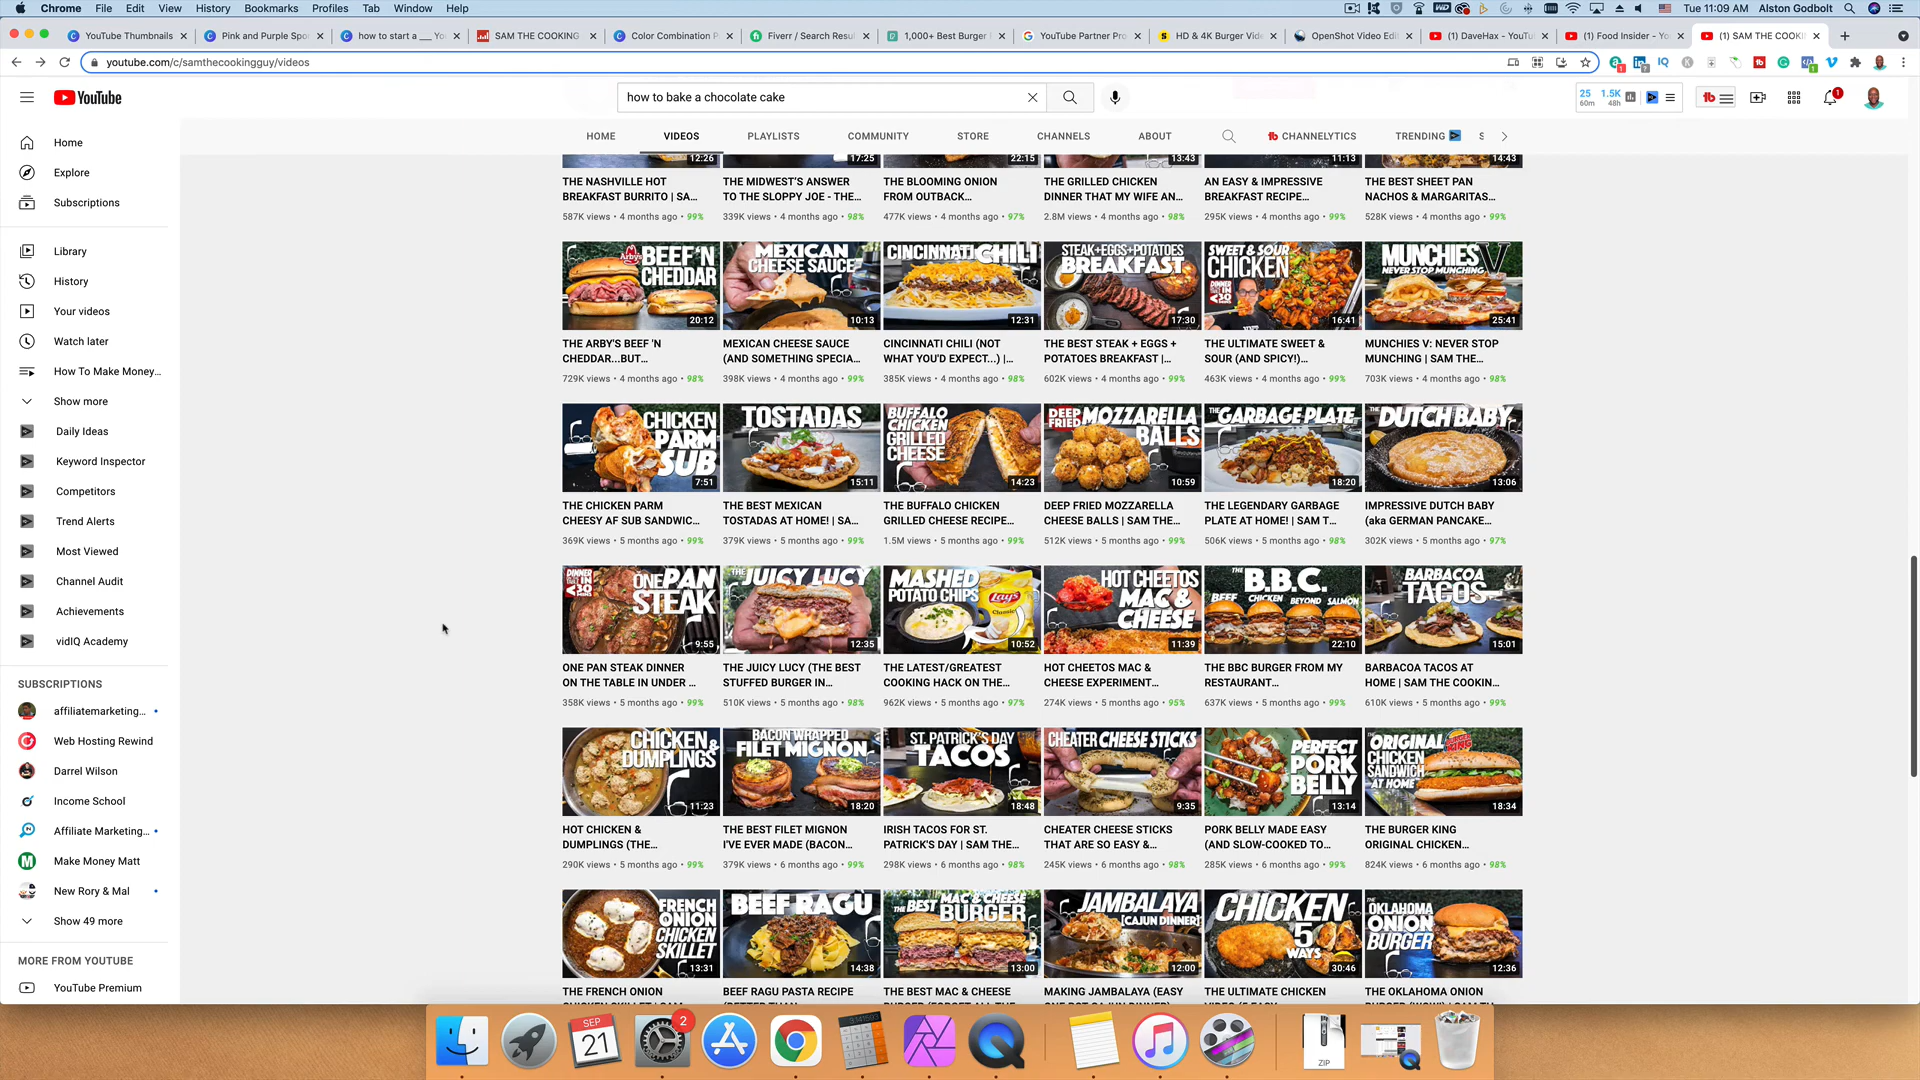 Chrome File Edit View History Bookmarks Profiles Tab Window Help
Tue 11:09 AM Alston Godbolt
YouTube Thumbnails
Pink and Purple Spo
how to start a ___ Yo
SAM THE COOKING
Color Combination P
Fiverr / Search Resul
1,000+ Best Burger
YouTube Partner Pro
HD & 4K Burger Vide
OpenShot Video Edi
(1) DaveHax - YouTu
(1) Food Insider - Yo
(1) SAM THE COOKI
youtube.com/c/samthecookingguy/videos
YouTube
how to bake a chocolate cake
25 60m 1.5K 48h
HOME VIDEOS PLAYLISTS COMMUNITY STORE CHANNELS ABOUT CHANNELYTICS TRENDING S
Home
Explore
Subscriptions
Library
History
Your videos
Watch later
How To Make Money...
Show more
Daily Ideas
Keyword Inspector
Competitors
Trend Alerts
Most Viewed
Channel Audit
Achievements
vidIQ Academy
SUBSCRIPTIONS
affiliatemarketing...
Web Hosting Rewind
Darrel Wilson
Income School
Affiliate Marketing...
Make Money Matt
New Rory & Mal
Show 49 more
MORE FROM YOUTUBE
YouTube Premium
12:26 17:25 22:15 13:43 11:13 14:43
THE NASHVILLE HOT
BREAKFAST BURRITO | SA...
587K views • 4 months ago • 99%
THE MIDWEST'S ANSWER
TO THE SLOPPY JOE - THE...
339K views • 4 months ago • 98%
THE BLOOMING ONION
FROM OUTBACK...
477K views • 4 months ago • 97%
THE GRILLED CHICKEN
DINNER THAT MY WIFE AN...
2.8M views • 4 months ago • 98%
AN EASY & IMPRESSIVE
BREAKFAST RECIPE...
295K views • 4 months ago • 99%
THE BEST SHEET PAN
NACHOS & MARGARITAS...
528K views • 4 months ago • 99%
Arby's
BEEF'N
CHEDDAR
20:12
THE ARBY'S BEEF 'N
CHEDDAR...BUT...
729K views • 4 months ago • 98%
MEXICAN
CHEESE SAUCE
10:13
MEXICAN CHEESE SAUCE
(AND SOMETHING SPECIA...
398K views • 4 months ago • 99%
CINCINNATI CHILI
12:31
CINCINNATI CHILI (NOT
WHAT YOU'D EXPECT...) |...
385K views • 4 months ago • 98%
STEAK+EGGS+POTATOES
BREAKFAST
17:30
THE BEST STEAK + EGGS +
POTATOES BREAKFAST |...
602K views • 4 months ago • 99%
SWEET & SOUR
CHICKEN
16:41
THE ULTIMATE SWEET &
SOUR (AND SPICY!)...
463K views • 4 months ago • 99%
MUNCHIES V
NEVER STOP MUNCHING
25:41
MUNCHIES V: NEVER STOP
MUNCHING | SAM THE...
703K views • 4 months ago • 98%
CHICKEN
PARM
SUB
7:51
THE CHICKEN PARM
CHEESY AF SUB SANDWIC...
369K views • 5 months ago • 99%
TOSTADAS
15:11
THE BEST MEXICAN
TOSTADAS AT HOME! | SA...
379K views • 5 months ago • 99%
BUFFALO
CHICKEN
GRILLED
CHEESE
14:23
THE BUFFALO CHICKEN
GRILLED CHEESE RECIPE...
1.5M views • 5 months ago • 99%
DEEP FRIED MOZZARELLA
BALLS
10:59
DEEP FRIED MOZZARELLA
CHEESE BALLS | SAM THE...
512K views • 5 months ago • 99%
THE GARBAGE PLATE
18:20
THE LEGENDARY GARBAGE
PLATE AT HOME! | SAM T...
506K views • 5 months ago • 98%
THE DUTCH BABY
13:06
IMPRESSIVE DUTCH BABY
(aka GERMAN PANCAKE...
302K views • 5 months ago • 97%
ONE PAN
STEAK
9:55
ONE PAN STEAK DINNER
ON THE TABLE IN UNDER ...
358K views • 5 months ago • 99%
THE JUICY LUCY
12:35
THE JUICY LUCY (THE BEST
STUFFED BURGER IN...
510K views • 5 months ago • 98%
MASHED
POTATO CHIPS
Lay's
Classic
10:52
THE LATEST/GREATEST
COOKING HACK ON THE...
962K views • 5 months ago • 97%
HOT CHEETOS
MAC &
CHEESE
11:39
HOT CHEETOS MAC &
CHEESE EXPERIMENT...
274K views • 5 months ago • 95%
THE B.B.C.
BEEF CHICKEN BEYOND SALMON
22:10
THE BBC BURGER FROM MY
RESTAURANT...
637K views • 5 months ago • 99%
BARBACOA
TACOS
15:01
BARBACOA TACOS AT
HOME | SAM THE COOKIN...
610K views • 5 months ago • 99%
CHICKEN &
DUMPLINGS
11:23
HOT CHICKEN &
DUMPLINGS (THE...
290K views • 5 months ago • 99%
BACON WRAPPED
FILET MIGNON
18:20
THE BEST FILET MIGNON
I'VE EVER MADE (BACON...
379K views • 6 months ago • 99%
ST. PATRICK'S DAY
TACOS
18:48
IRISH TACOS FOR ST.
PATRICK'S DAY | SAM THE...
298K views • 6 months ago • 98%
CHEATER CHEESE STICKS
9:35
CHEATER CHEESE STICKS
THAT ARE SO EASY &...
245K views • 6 months ago • 98%
PERFECT
PORK
BELLY
13:14
PORK BELLY MADE EASY
(AND SLOW-COOKED TO...
285K views • 6 months ago • 99%
THE ORIGINAL
CHICKEN
SANDWICH
AT HOME
18:34
THE BURGER KING
ORIGINAL CHICKEN...
824K views • 6 months ago • 98%
FRENCH
ONION
CHICKEN
SKILLET
13:31
THE FRENCH ONION
BEEF RAGU
14:38
BEEF RAGU PASTA RECIPE
THE BEST MAC & CHEESE
BURGER
13:00
THE BEST MAC & CHEESE
JAMBALAYA
[CAJUN DINNER]
12:00
MAKING JAMBALAYA (EASY
CHICKEN
5
WAYS
30:46
THE ULTIMATE CHICKEN
THE OKLAHOMA
ONION
BURGER
12:36
THE OKLAHOMA ONION
SEP
21
2
ZIP